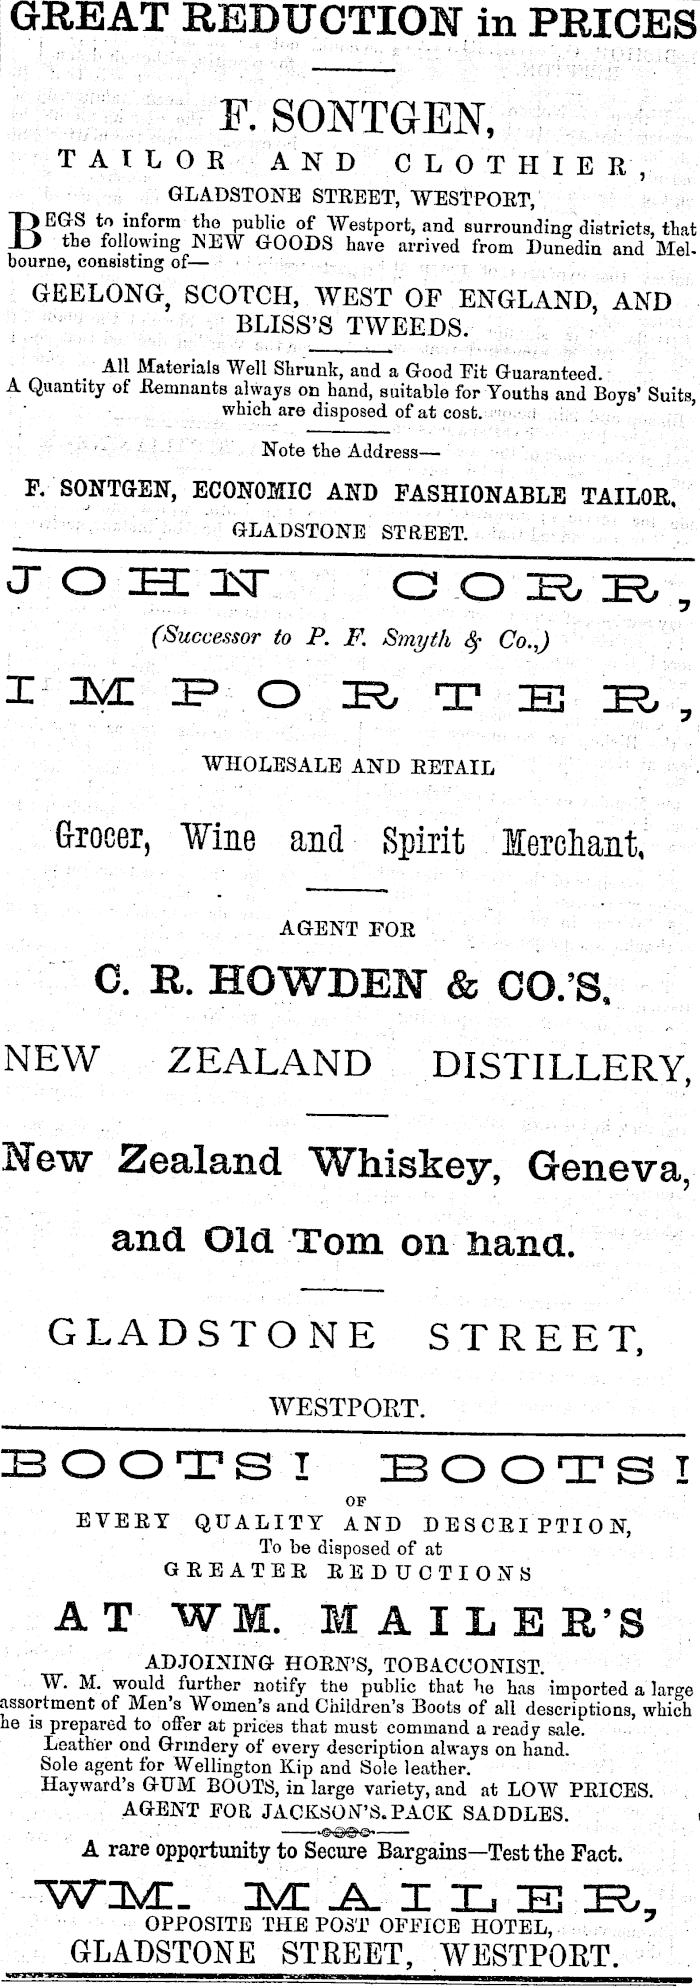 GREAT REDUCTION in PRICES
F. SONTGEN,
TAILOR AND CLOTHIER,
GLADSTONE STREET, WESTPORT,
BEGS to inform the public of Westport, and surrounding districts, that
the following NEW GOODS have arrived from Dunedin and Mel-
bourne, consisting of—
GEELONG, SCOTCH, WEST OF ENGLAND, AND
BLISS'S TWEEDS.
All Materials Well Shrunk, and a Good Fit Guaranteed.
A Quantity of Remnants always on hand, suitable for Youths and Boys' Suits,
which are disposed of at cost.
Note the Address—
F. SONTGEN, ECONOMIC AND FASHIONABLE TAILOR.
GLADSTONE STREET.
JOHN CORR,
(Successor to P. F. Smyth & Co.,)
IMPORTER,
WHOLESALE AND RETAIL
Grocer, Wine and Spirit Merchant.
AGENT FOR
C. R. HOWDEN & CO.'S,
NEW ZEALAND DISTILLERY,
New Zealand Whiskey, Geneva,
and Old Tom on hand.
GLADSTONE STREET,
WESTPORT.
BOOTS! BOOTS!
OF
EVERY QUALITY AND DESCRIPTION,
To be disposed of at
GREATER REDUCTIONS
AT WM. MAILER'S
ADJOINING HORN'S, TOBACCONIST.
W. M. would further notify the public that he has imported a large
assortment of Men's Women's and Children's Boots of all descriptions, which
he is prepared to offer at prices that must command a ready sale.
Leather ond Grindery of every description always on hand.
Sole agent for Wellington Kip and Sole leather.
Hayward's GUM BOOTS, in large variety, and at LOW PRICES.
AGENT FOR JACKSON'S PACK SADDLES.
A rare opportunity to Secure Bargains—Test the Fact.
WM. MAILER,
OPPOSITE THE POST OFFICE HOTEL,
GLADSTONE STREET, WESTPORT.